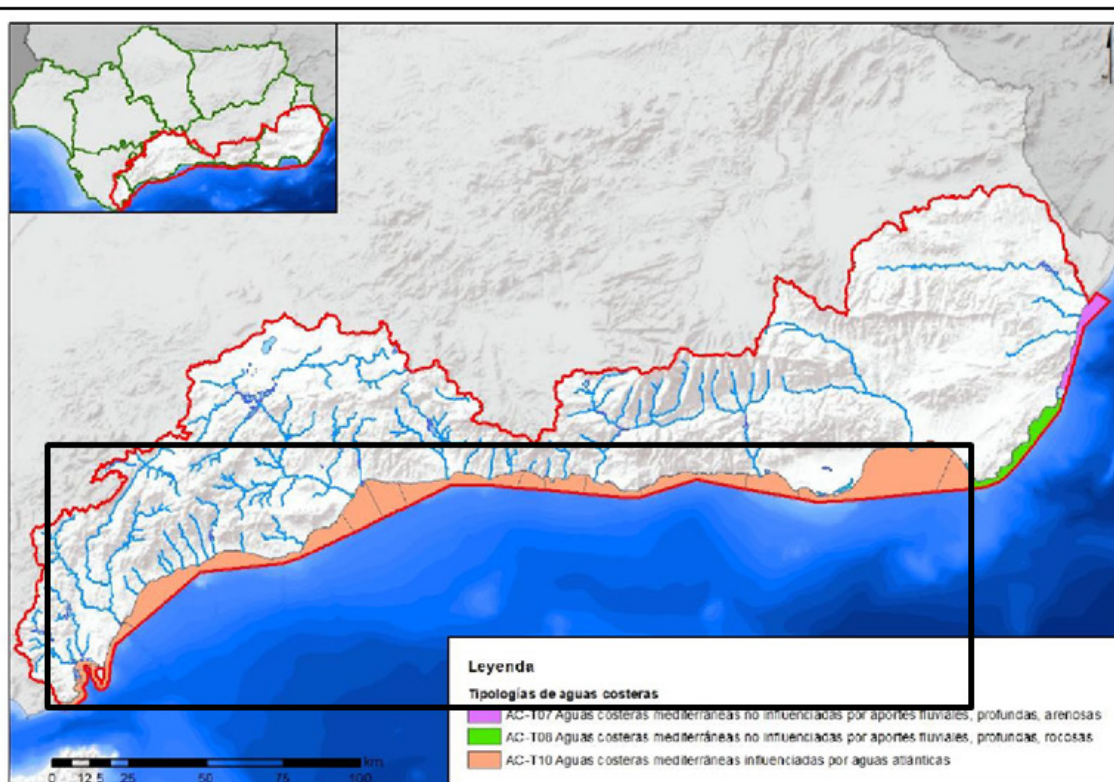 Leyenda
Tipologías de aguas costeras
AC-T07 Aguas costeras mediterráneas no influenciadas por aportes fluviales, profundas, arenosas
AC-T08 Aguas costeras mediterráneas no influenciadas por aportes fluviales, profundas, rocosas
AC-T10 Aguas costeras mediterráneas influenciadas por aguas atlánticas
km
0 12,5 25 50 75 100